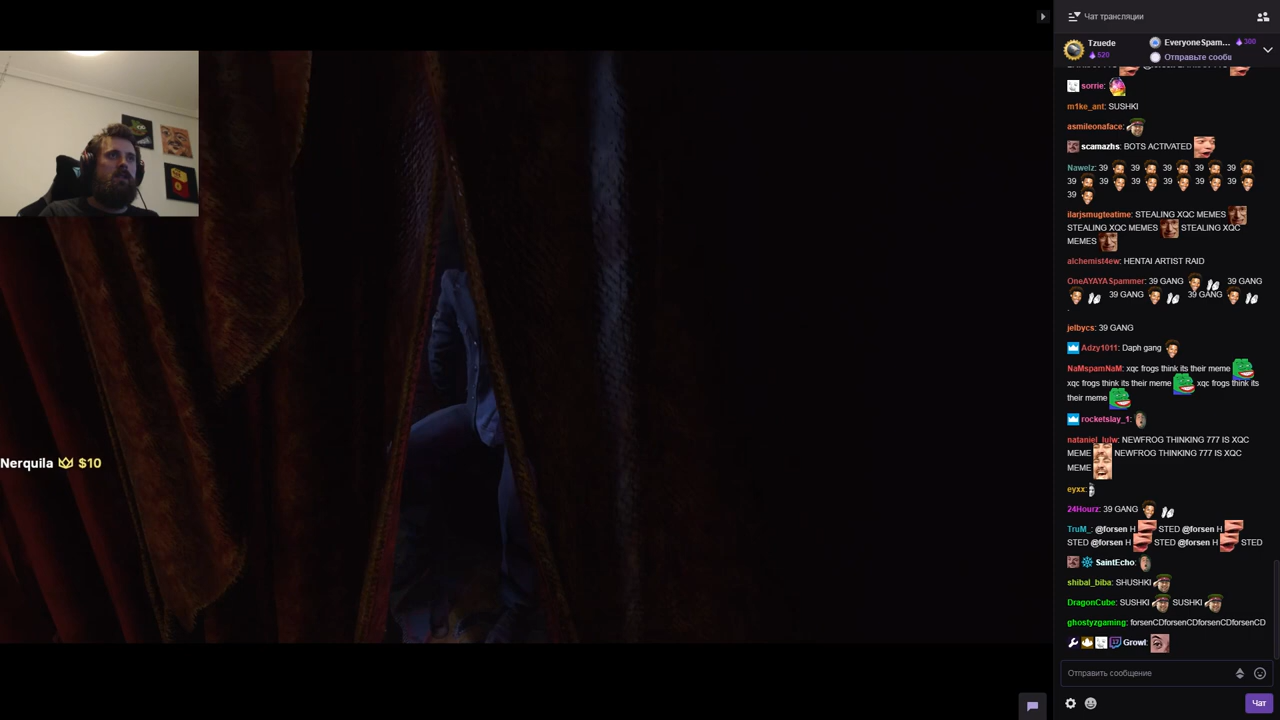 Nerquila $10
Чат трансляции
Tzuede
520
EveryoneSpam... 300
Отправьте сообщ
sorrie:
m1ke_ant: SUSHKI
asmileonaface:
scamazhs: BOTS ACTIVATED
Nawelz: 39 39 39 39 39
39 39 39 39 39 39
39
ilarjsmugteatime: STEALING XQC MEMES
STEALING XQC MEMES STEALING XQC
MEMES
alchemist4ew: HENTAI ARTIST RAID
OneAYAYASpammer: 39 GANG 39 GANG
39 GANG 39 GANG
.
jelbycs: 39 GANG
Adzy1011: Daph gang
NaMspamNaM: xqc frogs think its their meme
xqc frogs think its their meme xqc frogs think its
their meme
rocketslay_1:
nataniel_lulw: NEWFROG THINKING 777 IS XQC
MEME NEWFROG THINKING 777 IS XQC
MEME
eyxx:
24Hourz: 39 GANG
TruM_: @forsen H STED @forsen H
STED @forsen H STED @forsen H STED
SaintEcho:
shibal_biba: SHUSHKI
DragonCube: SUSHKI SUSHKI
ghostyzgaming: forsenCDforsenCDforsenCDforsenCD
Growl:
Отправить сообщение
Чат